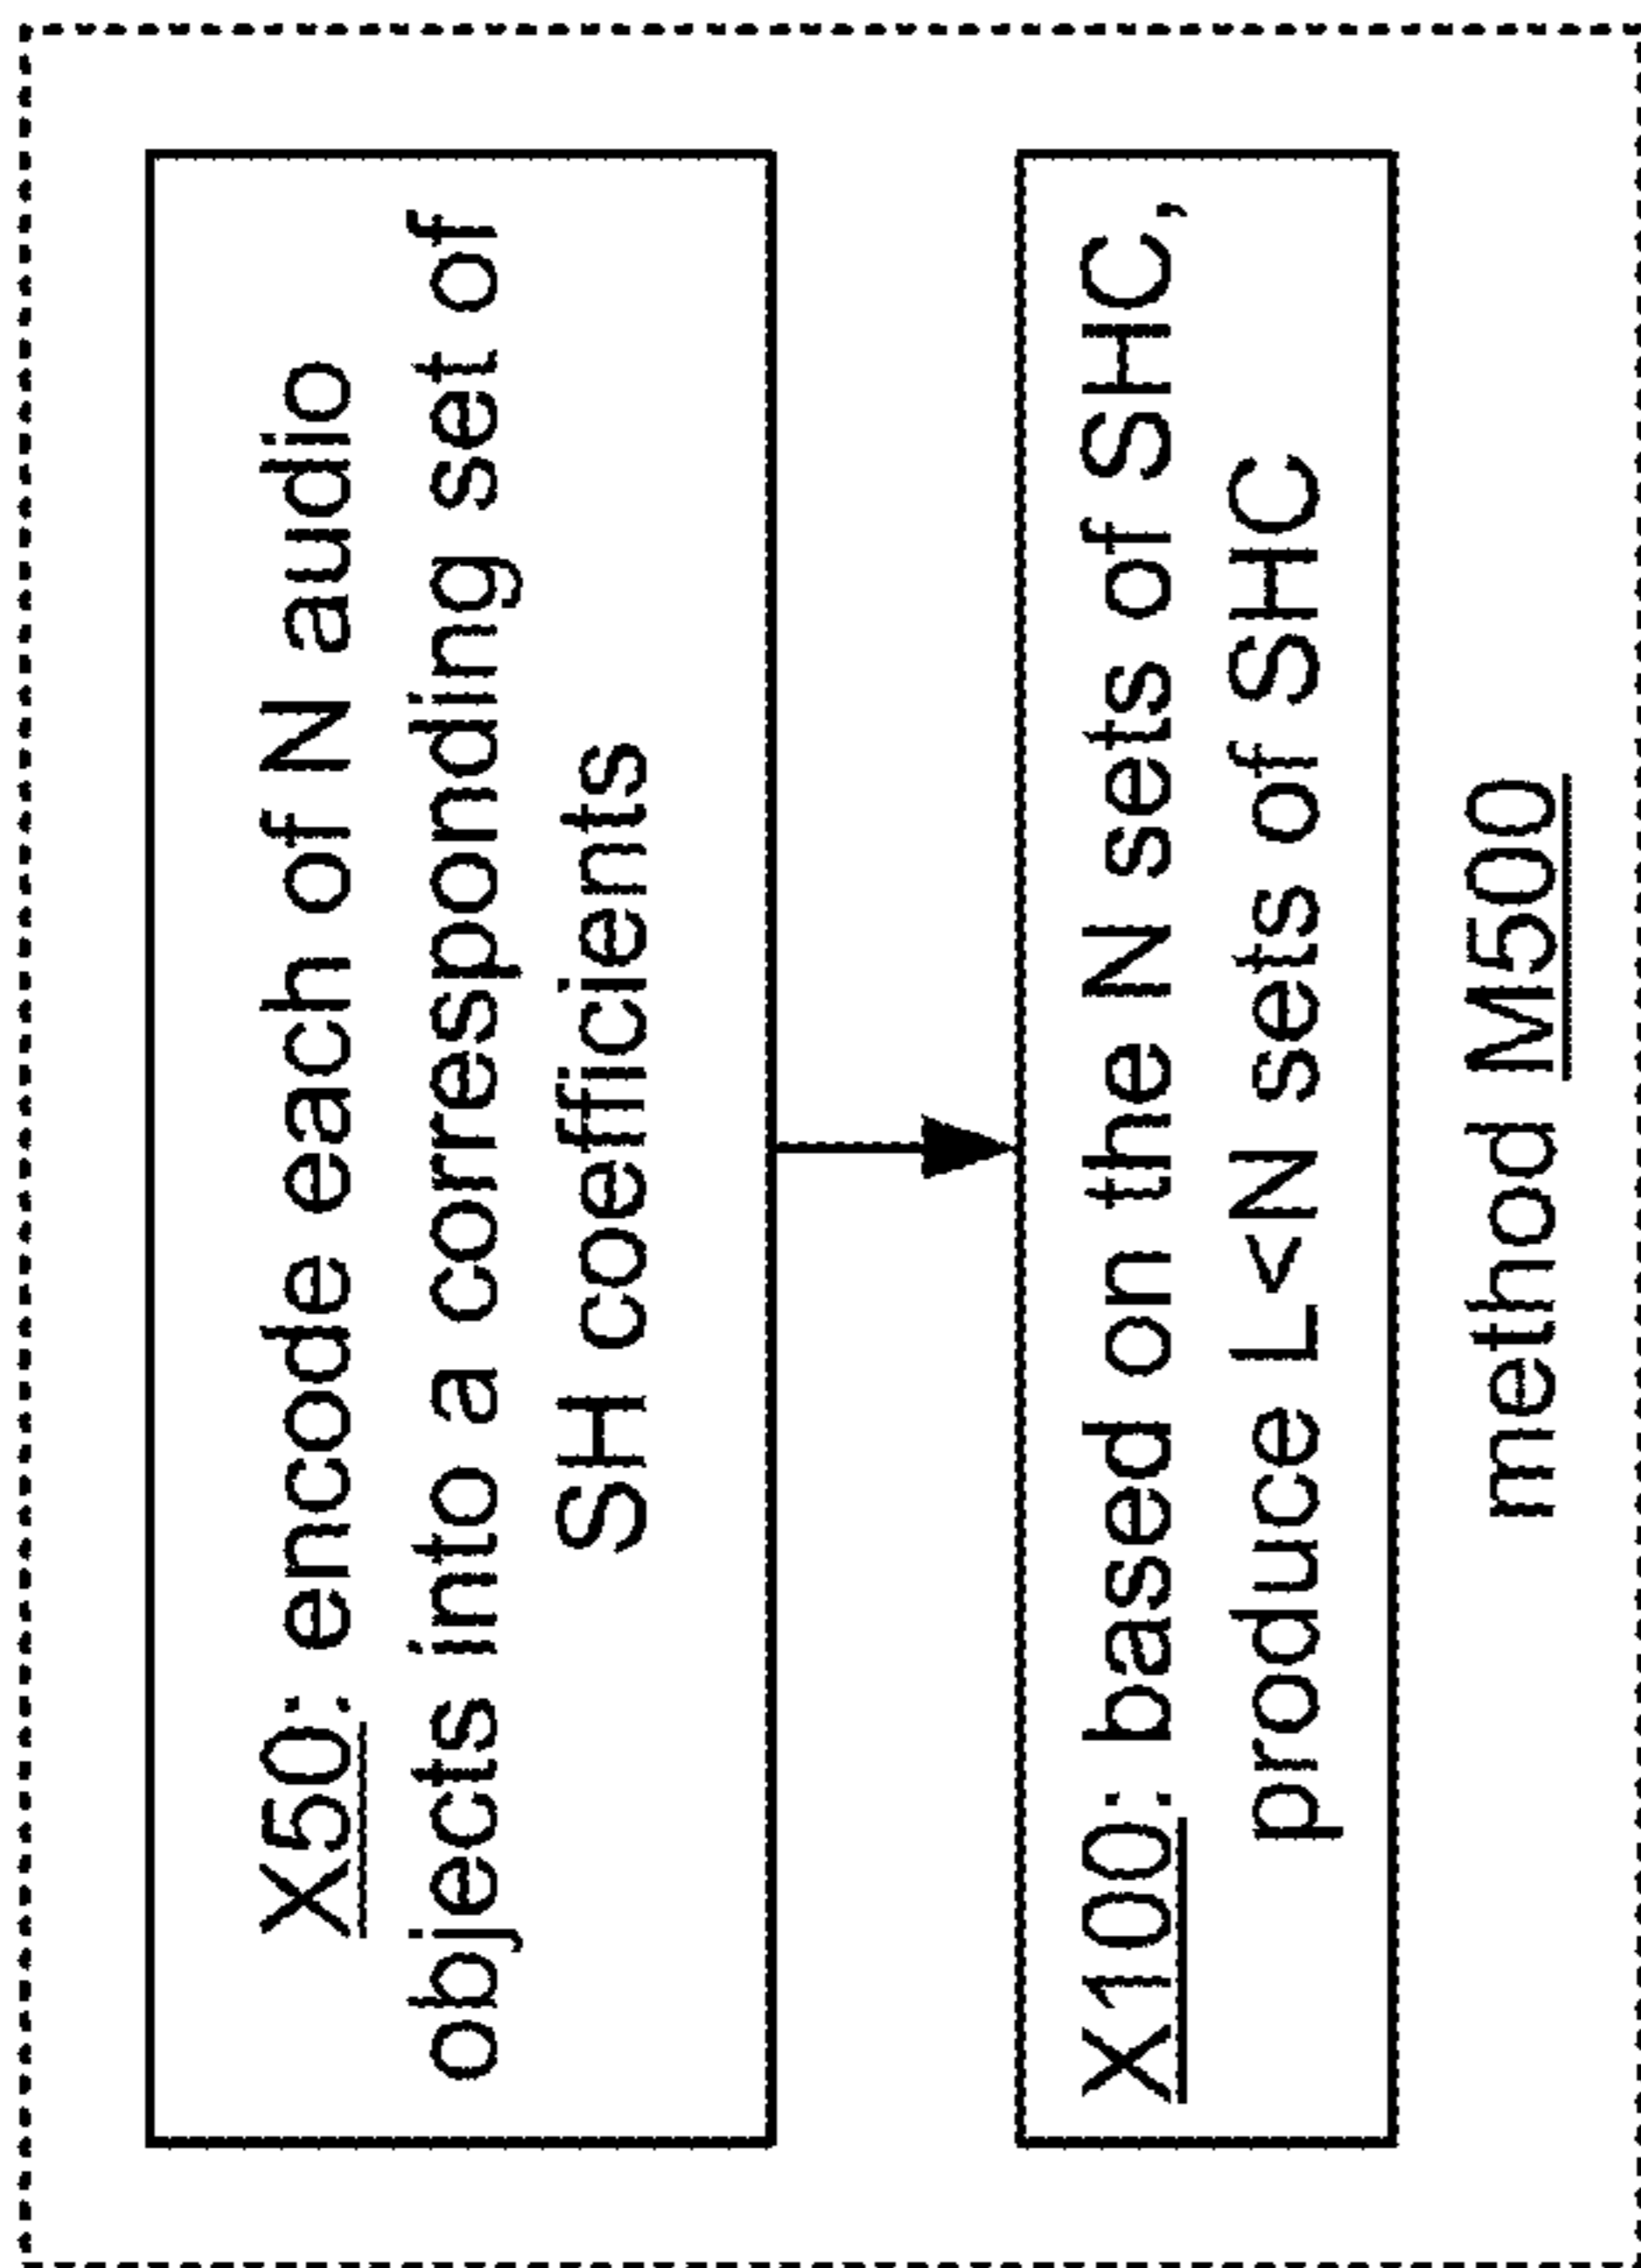 X50: encode each of N audio
objects into a corresponding set of
SH coefficients
X100: based on the N sets of SHC,
produce L<N sets of SHC
method M500